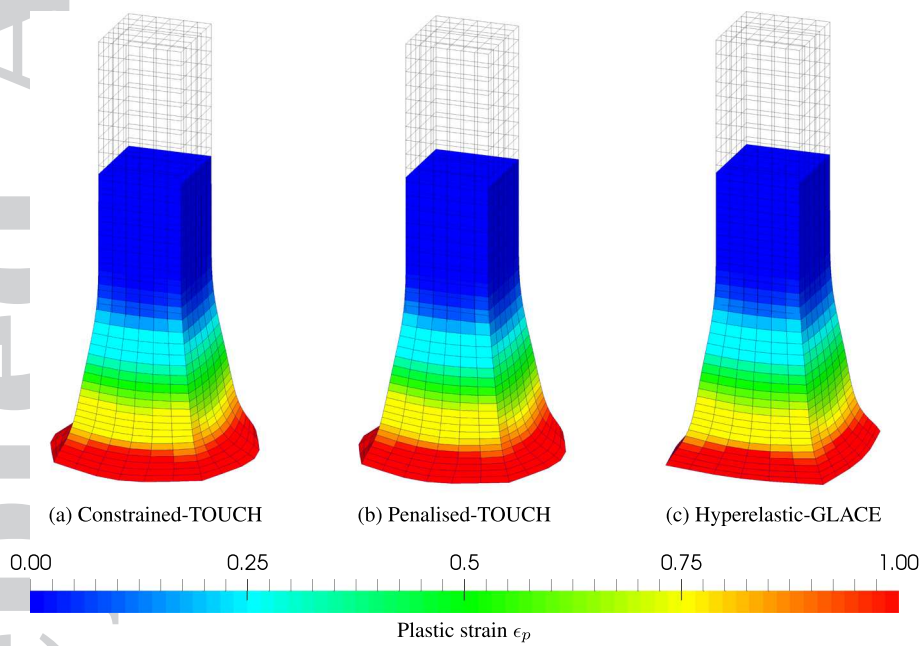 (a) Constrained-TOUCH (b) Penalised-TOUCH (c) Hyperelastic-GLACE
0.00 0.25 0.5 0.75 1.00
Plastic strain ϵₚ